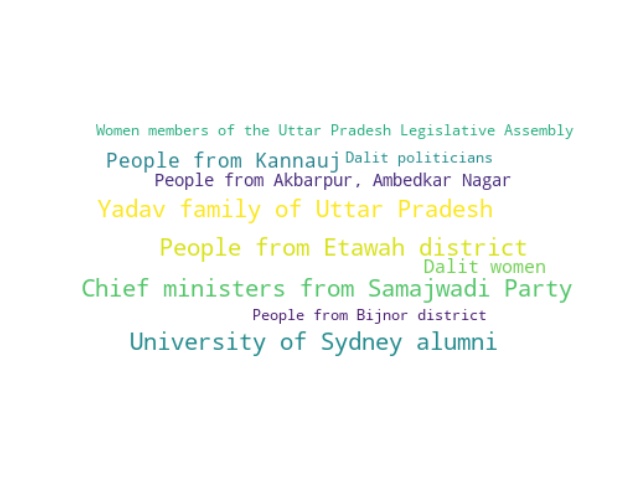 Women members of the Uttar Pradesh Legislative Assembly
People from Kannauj Dalit politicians
People from Akbarpur, Ambedkar Nagar
Yadav family of Uttar Pradesh
People from Etawah district
Dalit women
Chief ministers from Samajwadi Party
People from Bijnor district
University of Sydney alumni